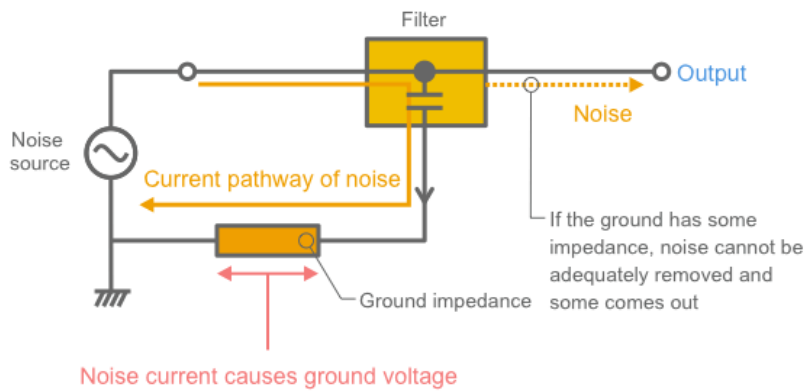 Filter
Output
Noise
Noise
source
Current pathway of noise
If the ground has some
impedance, noise cannot be
adequately removed and
some comes out
Ground impedance
Noise current causes ground voltage